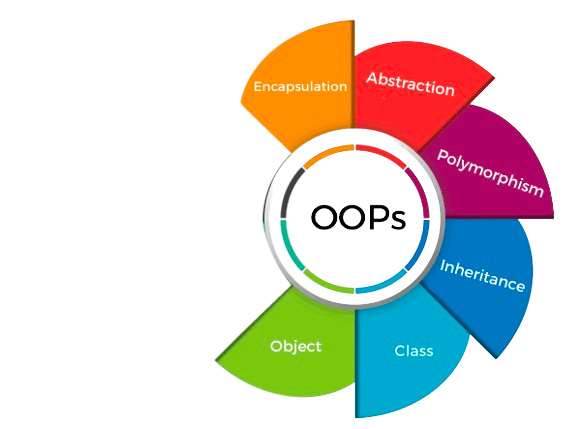 Encapsulation
Abstraction
Polymorphism
OOPs
Inheritance
Object
Class